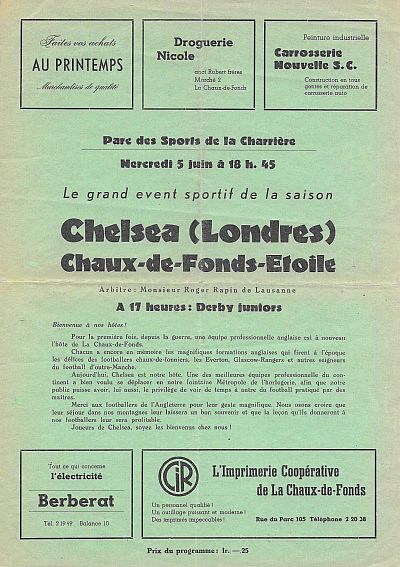 Faites vos achats
AU PRINTEMPS
Marchandises de qualité
Droguerie
Nicole
anct Robert frères
Marché 2
La Chaux-de-Fonds
Peinture industrielle
Carrosserie
Nouvelle S.C.
Construction en tous
genres et réparation de
carrosserie auto
Parc des Sports de la Charrière
Mercredi 5 juin à 18 h. 45
Le grand event sportif de la saison
Chelsea (Londres)
Chaux-de-Fonds-Etoile
Arbitre: Monsieur Roger Rapin de Lausanne
A 17 heures: Derby juniors
Bienvenue à nos hôtes!
Pour la première fois, depuis la guerre, une équipe professionnelle anglaise est à nouveau
l'hôte de La Chaux-de-Fonds.
Chacun a encore en mémoire les magnifiques formations anglaises qui firent à l'époque
les délices des footballers chaux-de-fonniers, les Everton, Glascow-Rangers et autres seigneurs
du football d'outre-Manche.
Aujourd'hui, Chelsea est notre hôte. Une des meilleures équipes professionnelle du con-
tinent a bien voulu se déplacer en notre lointaine Métropole de l'horlogerie, afin que notre
public puisse avoir, lui aussi, le privilège de voir de temps à autre du football pratiqué par des
maîtres.
Merci aux footballers de l'Angleterre pour leur geste magnifique. Nous osons croire que
leur séjour dans nos montagnes leur laissera un bon souvenir et que la leçon qu'ils donneront à
nos footballers leur sera profitable.
Joueurs de Chelsea, soyez les bienvenus chez nous!
Tout ce qui concerne
l'électricité
Berberat
Tél. 2 19 49 Balance 10
CIR
L'Imprimerie Coopérative
de La Chaux-de-Fonds
Un personnel qualifié!
Un outillage puissant et moderne!
Des imprimés impeccables!
Rue du Parc 105 Téléphone 2 20 38
Prix du programme: fr. —.25